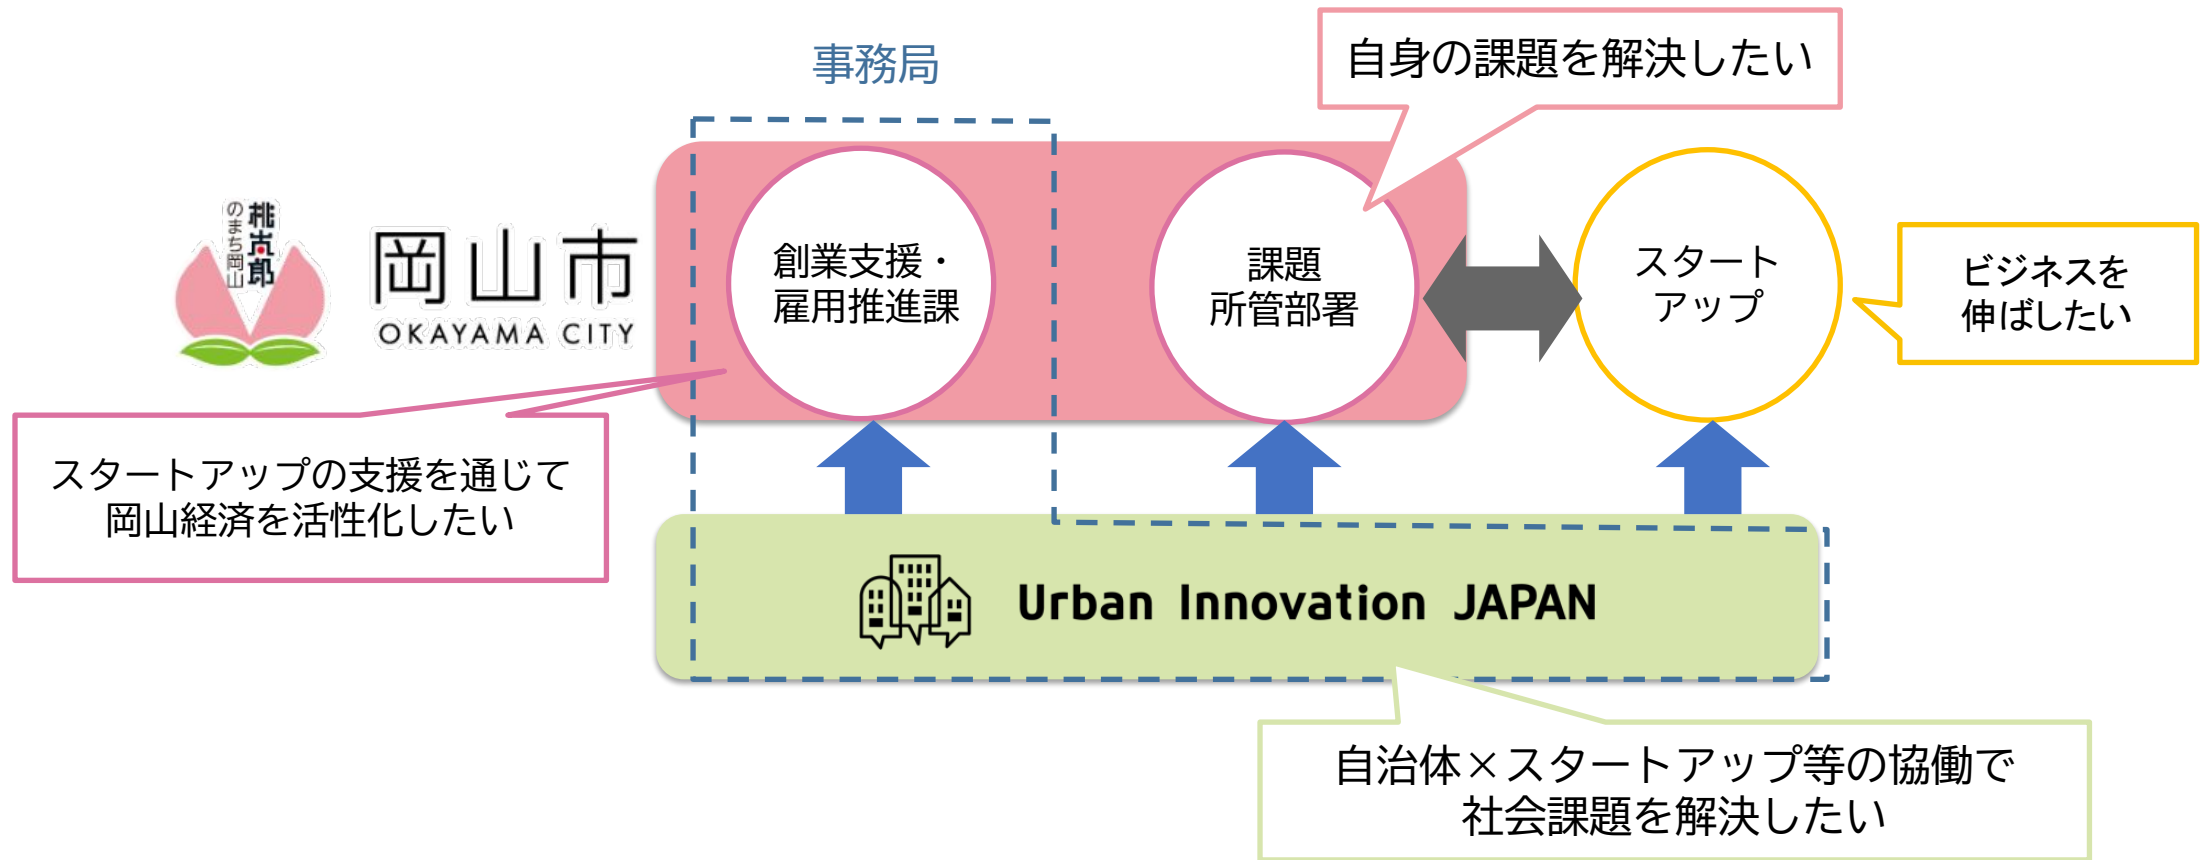 事務局
自身の課題を解決したい
桃太郎
のまち岡山
岡山市
OKAYAMA CITY
創業支援・
雇用推進課
課題
所管部署
スタート
アップ
ビジネスを
伸ばしたい
スタートアップの支援を通じて
岡山経済を活性化したい
Urban Innovation JAPAN
自治体×スタートアップ等の協働で
社会課題を解決したい